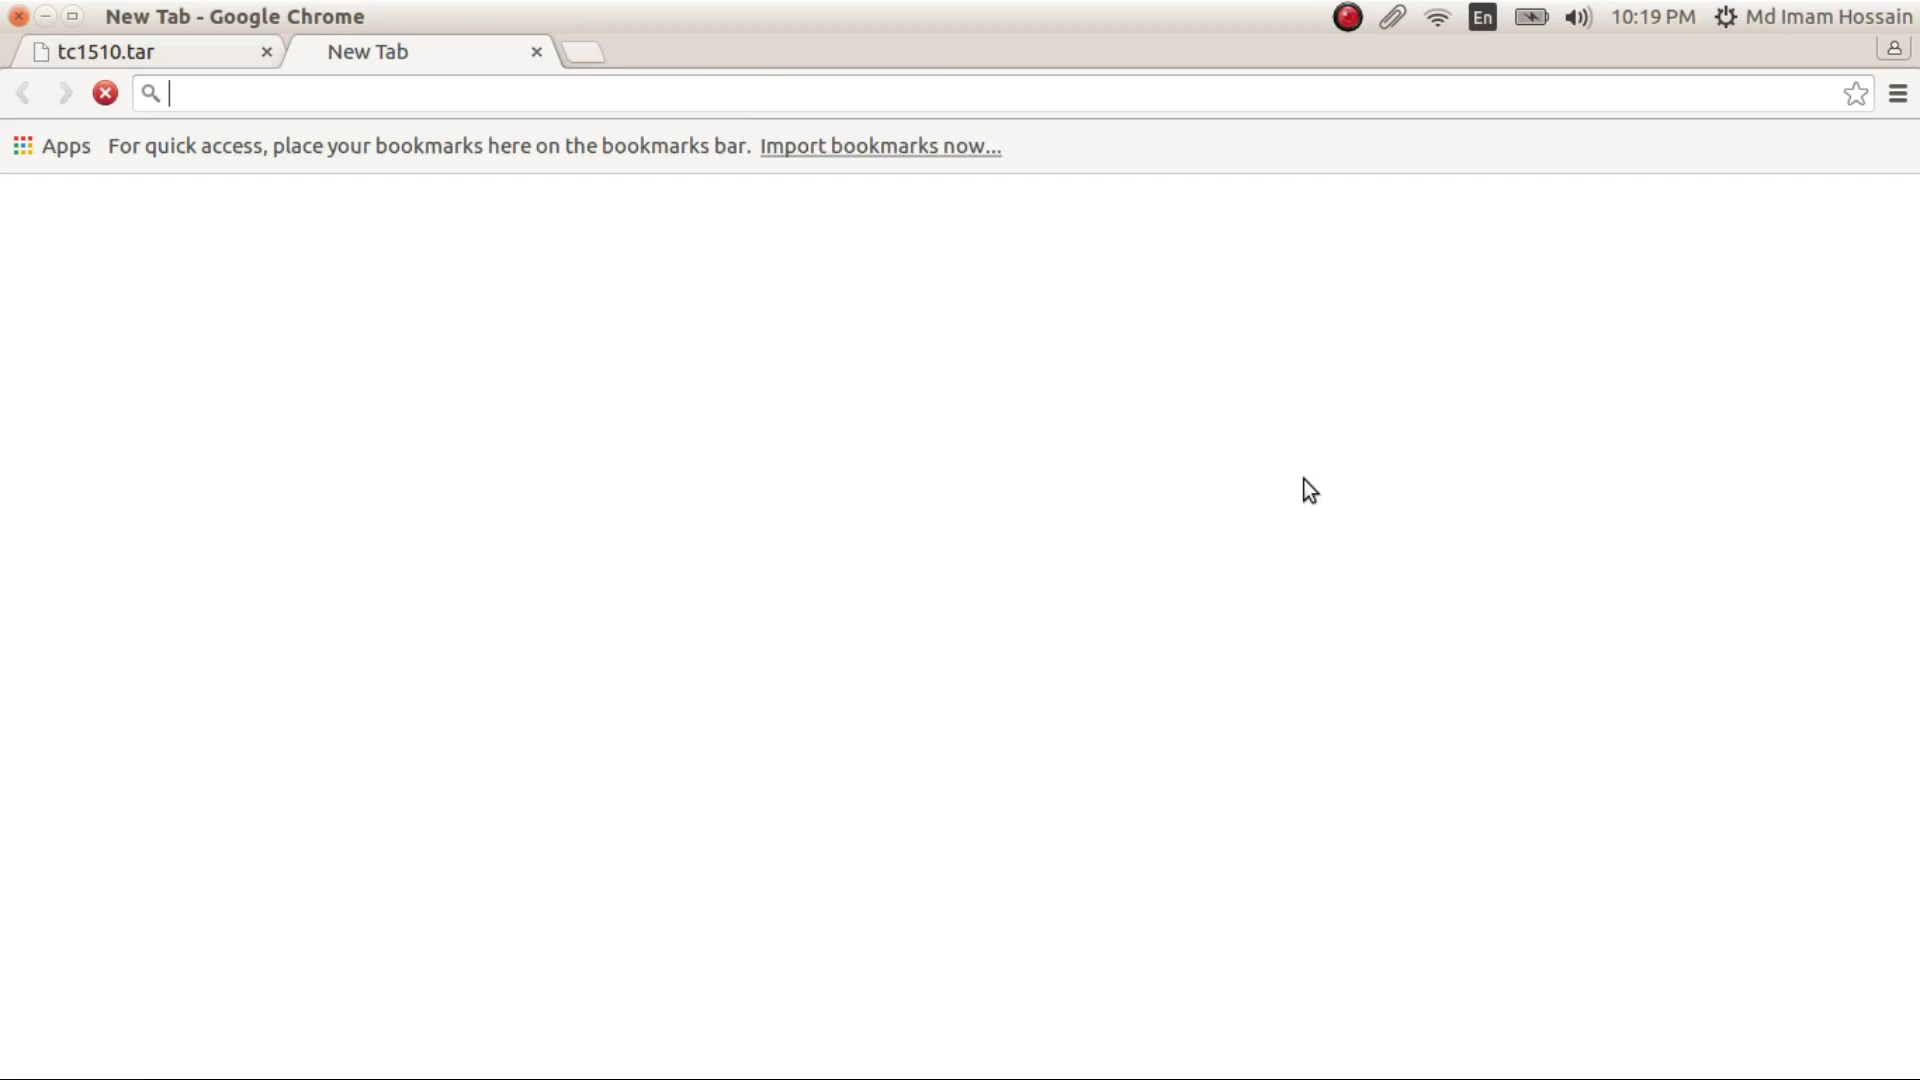 New Tab - Google Chrome
En
10:19 PM
Md Imam Hossain
tc1510.tar
New Tab
Apps
For quick access, place your bookmarks here on the bookmarks bar. Import bookmarks now...